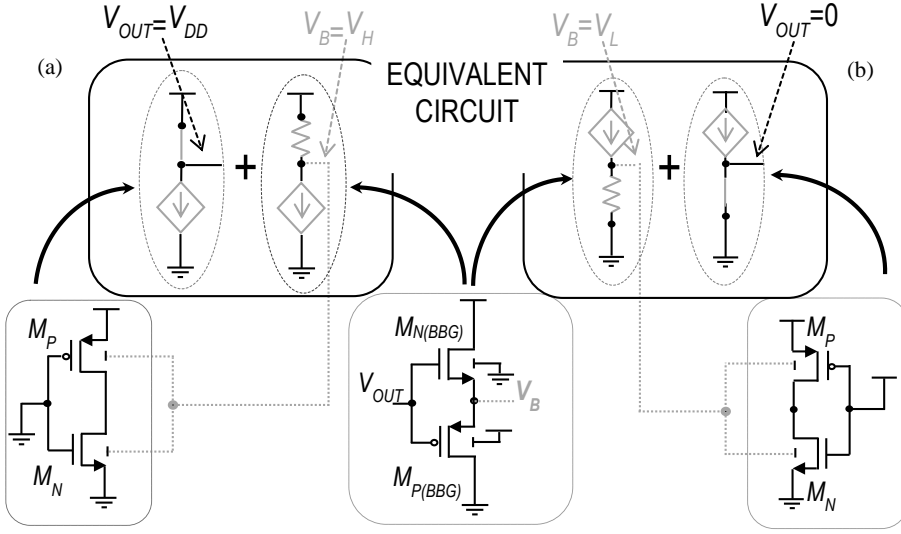 V_OUT=V_DD
V_B=V_H
V_B=V_L
V_OUT=0
(a)
EQUIVALENT
CIRCUIT
(b)
+
+
M_P
M_N
M_N(BBG)
V_OUT
V_B
M_P(BBG)
M_P
M_N